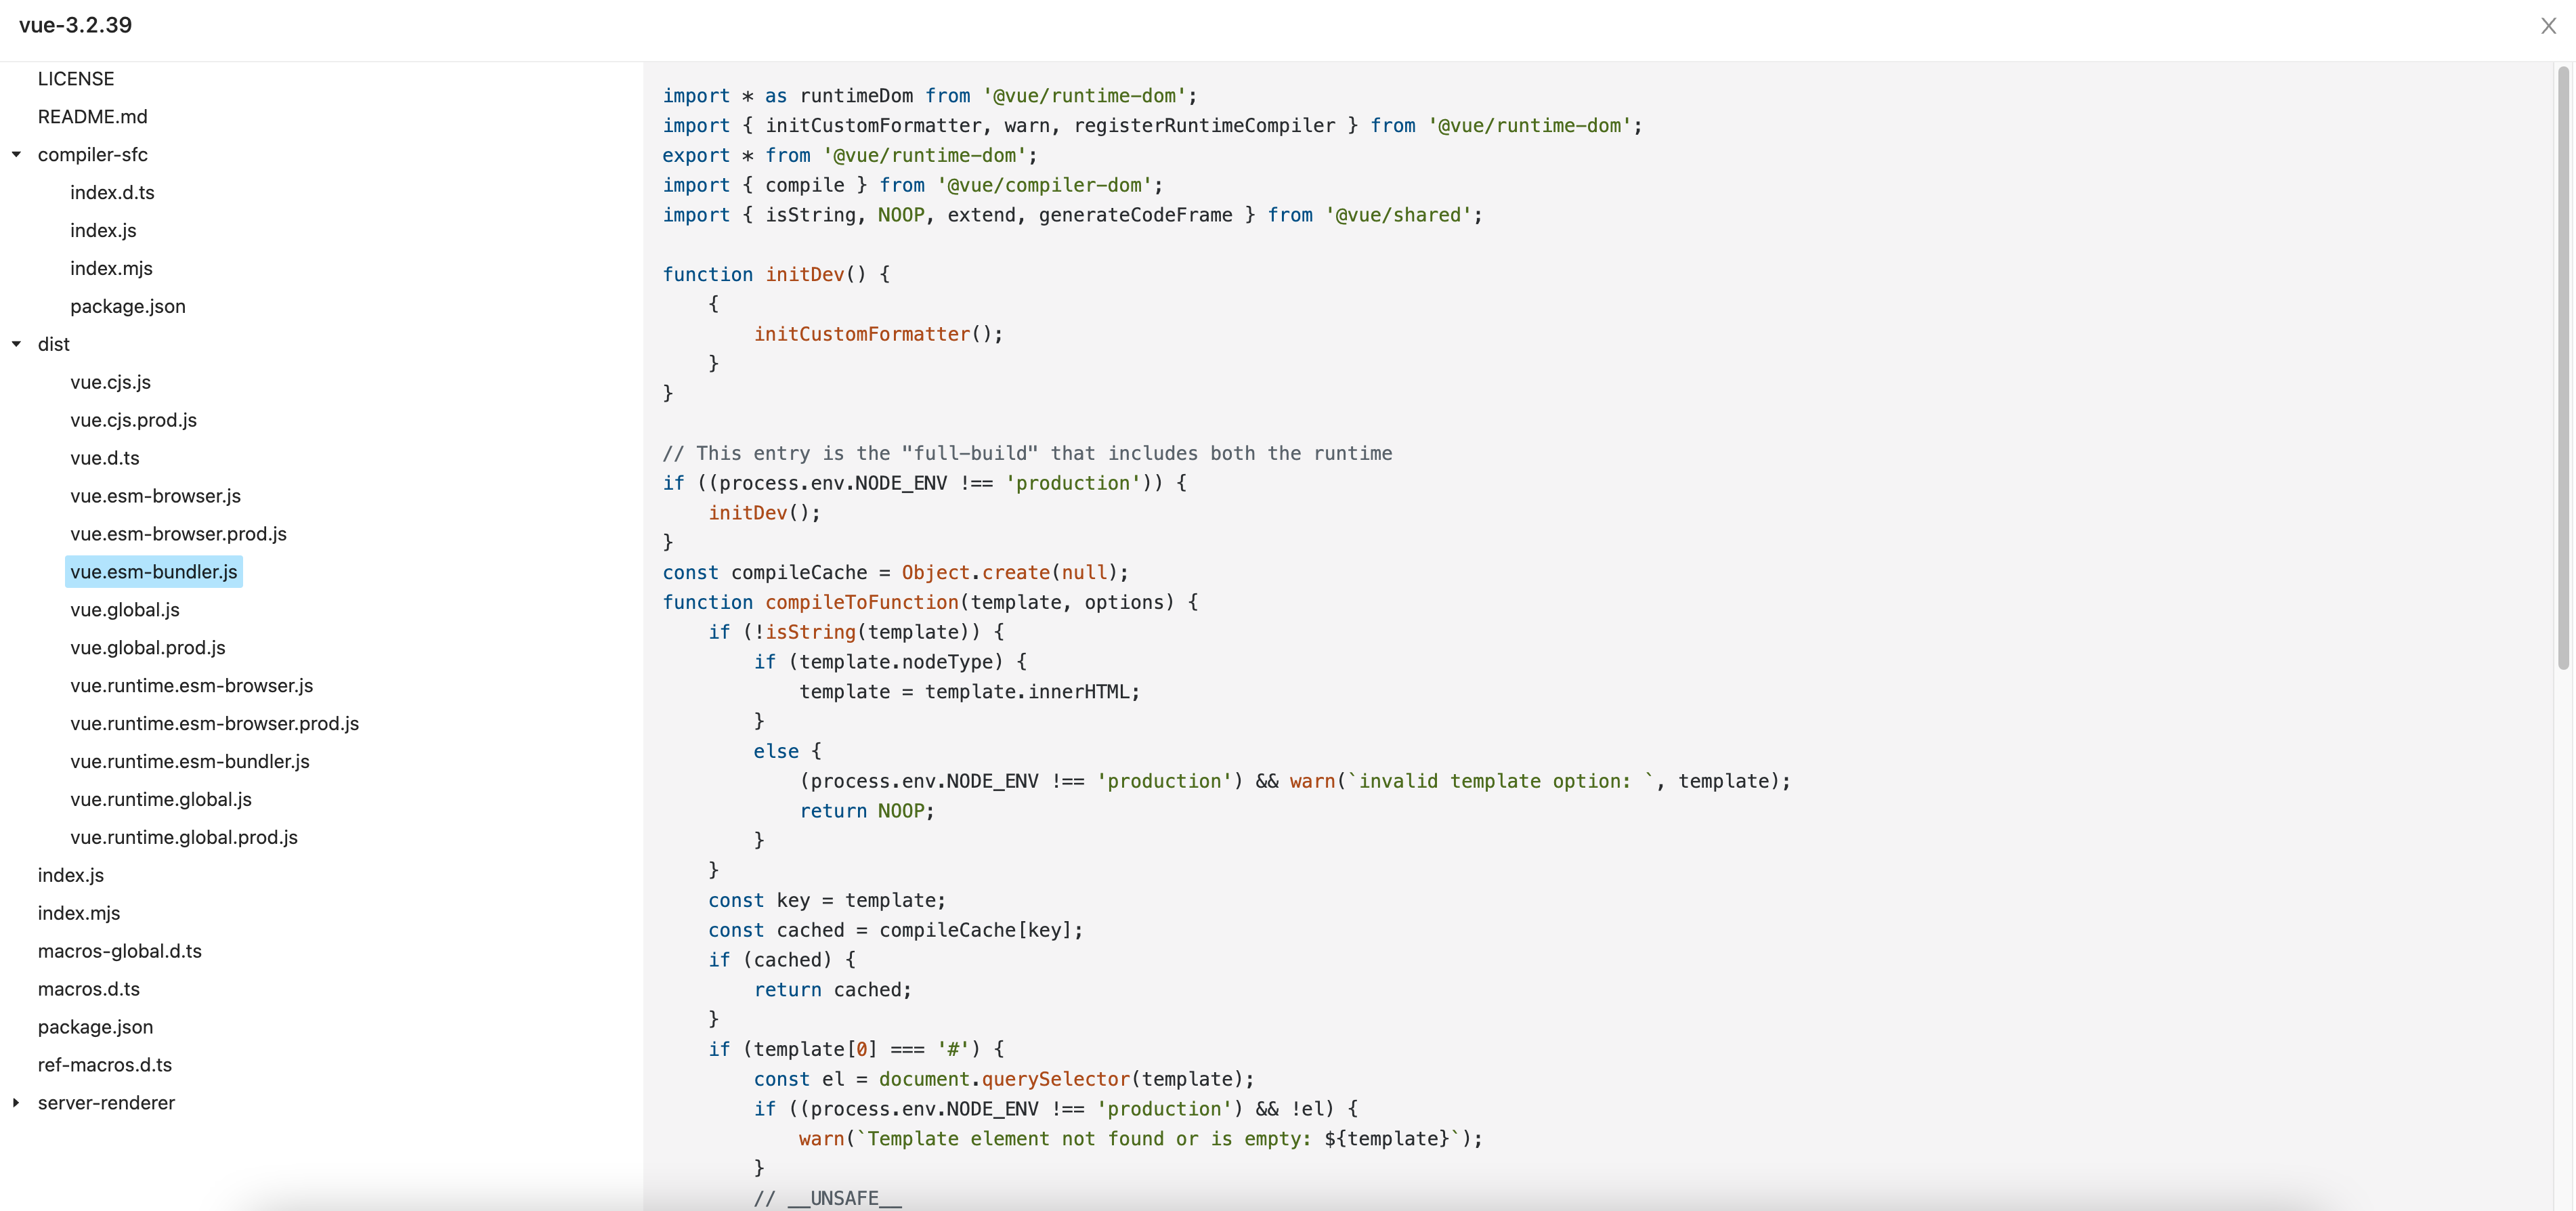 vue-3.2.39
LICENSE
README.md
compiler-sfc
index.d.ts
index.js
index.mjs
package.json
dist
vue.cjs.js
vue.cjs.prod.js
vue.d.ts
vue.esm-browser.js
vue.esm-browser.prod.js
vue.esm-bundler.js
vue.global.js
vue.global.prod.js
vue.runtime.esm-browser.js
vue.runtime.esm-browser.prod.js
vue.runtime.esm-bundler.js
vue.runtime.global.js
vue.runtime.global.prod.js
index.js
index.mjs
macros-global.d.ts
macros.d.ts
package.json
ref-macros.d.ts
server-renderer
import * as runtimeDom from '@vue/runtime-dom';
import { initCustomFormatter, warn, registerRuntimeCompiler } from '@vue/runtime-dom';
export * from '@vue/runtime-dom';
import { compile } from '@vue/compiler-dom';
import { isString, NOOP, extend, generateCodeFrame } from '@vue/shared';

function initDev() {
    {
        initCustomFormatter();
    }
}

// This entry is the "full-build" that includes both the runtime
if ((process.env.NODE_ENV !== 'production')) {
    initDev();
}
const compileCache = Object.create(null);
function compileToFunction(template, options) {
    if (!isString(template)) {
        if (template.nodeType) {
            template = template.innerHTML;
        }
        else {
            (process.env.NODE_ENV !== 'production') && warn(`invalid template option: `, template);
            return NOOP;
        }
    }
    const key = template;
    const cached = compileCache[key];
    if (cached) {
        return cached;
    }
    if (template[0] === '#') {
        const el = document.querySelector(template);
        if ((process.env.NODE_ENV !== 'production') && !el) {
            warn(`Template element not found or is empty: ${template}`);
        }
        // __UNSAFE__